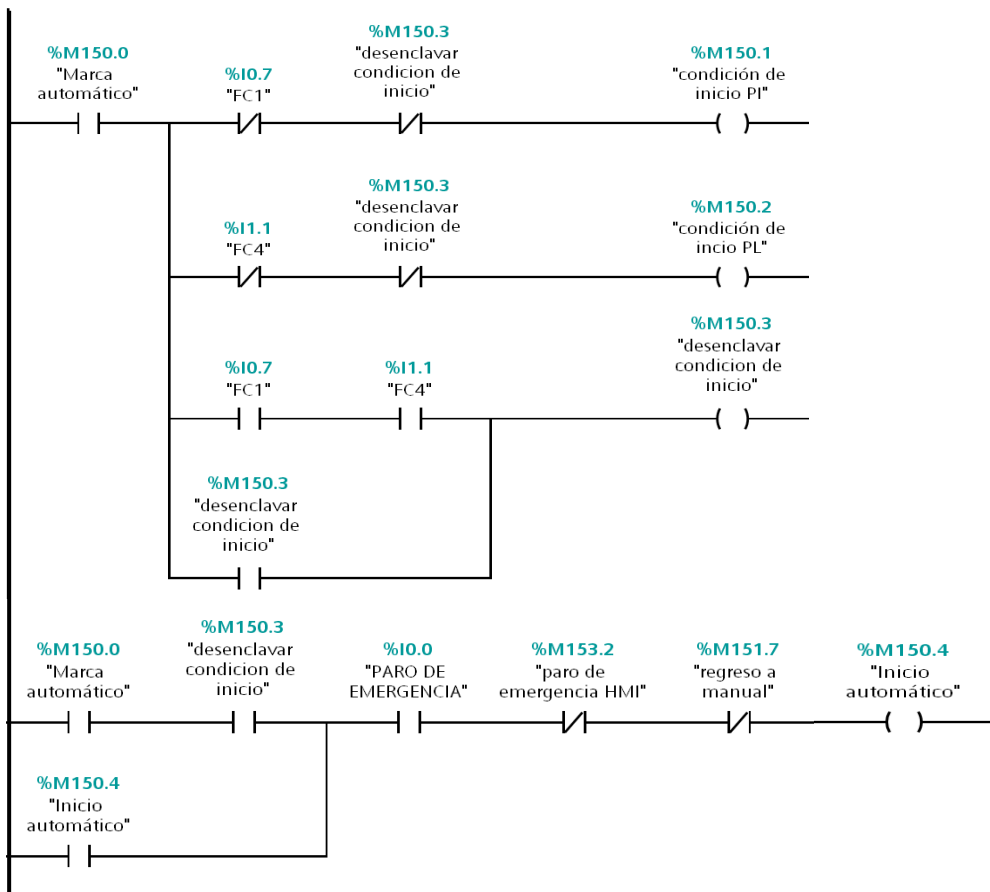 %M150.0
"Marca
automático"
%I0.7
"FC1"
%M150.3
"desenclavar
condicion de
inicio"
%M150.1
"condición de
inicio PI"
%I1.1
"FC4"
%M150.3
"desenclavar
condicion de
inicio"
%M150.2
"condición de
incio PL"
%I0.7
"FC1"
%I1.1
"FC4"
%M150.3
"desenclavar
condicion de
inicio"
%M150.3
"desenclavar
condicion de
inicio"
%M150.0
"Marca
automático"
%M150.3
"desenclavar
condicion de
inicio"
%I0.0
"PARO DE
EMERGENCIA"
%M153.2
"paro de
emergencia HMI"
%M151.7
"regreso a
manual"
%M150.4
"Inicio
automático"
%M150.4
"Inicio
automático"